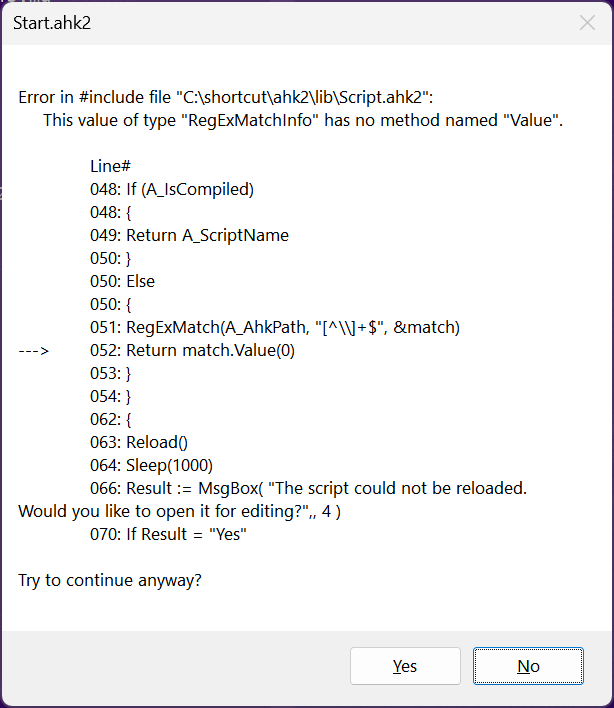 Start.ahk2
Error in #include file "C:\shortcut\ahk2\lib\Script.ahk2":
This value of type "RegExMatchInfo" has no method named "Value".
Line#
048: If (A_IsCompiled)
048: {
049: Return A_ScriptName
050: }
050: Else
050: {
051: RegExMatch(A_AhkPath, "[^\\]+$", &match)
---> 052: Return match.Value(0)
053: }
054: }
062: {
063: Reload()
064: Sleep(1000)
066: Result := MsgBox( "The script could not be reloaded.
Would you like to open it for editing?",, 4 )
070: If Result = "Yes"
Try to continue anyway?
Yes
No